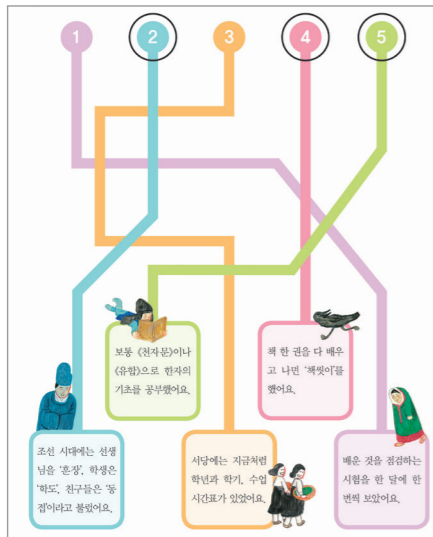 1 2 3 4 5
보통 《천자문》이나
《유합》으로 한자의
기초를 공부했어요.
책 한 권을 다 배우
고 나면 '책씻이'를
했어요.
조선 시대에는 선생
님을 '훈장', 학생은
'학도', 친구들은 '동
접'이라고 불렀어요.
서당에는 지금처럼
학년과 학기, 수업
시간표가 있었어요.
배운 것을 점검하는
시험을 한 달에 한
번씩 보았어요.